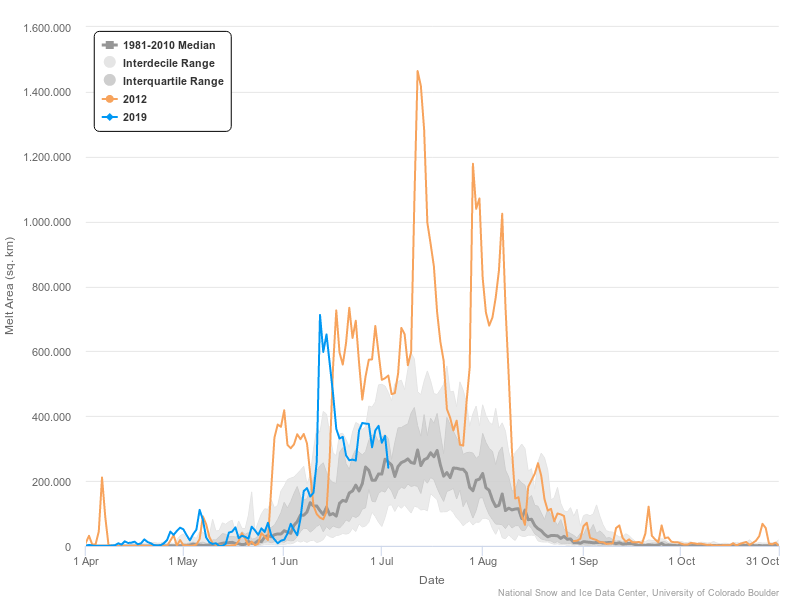 1.600.000
1.400.000
1.200.000
1.000.000
800.000
600.000
400.000
200.000
0
Melt Area (sq. km)
1981-2010 Median
Interdecile Range
Interquartile Range
2012
2019
1 Apr 1 May 1 Jun 1 Jul 1 Aug 1 Sep 1 Oct 31 Oct
Date
National Snow and Ice Data Center, University of Colorado Boulder